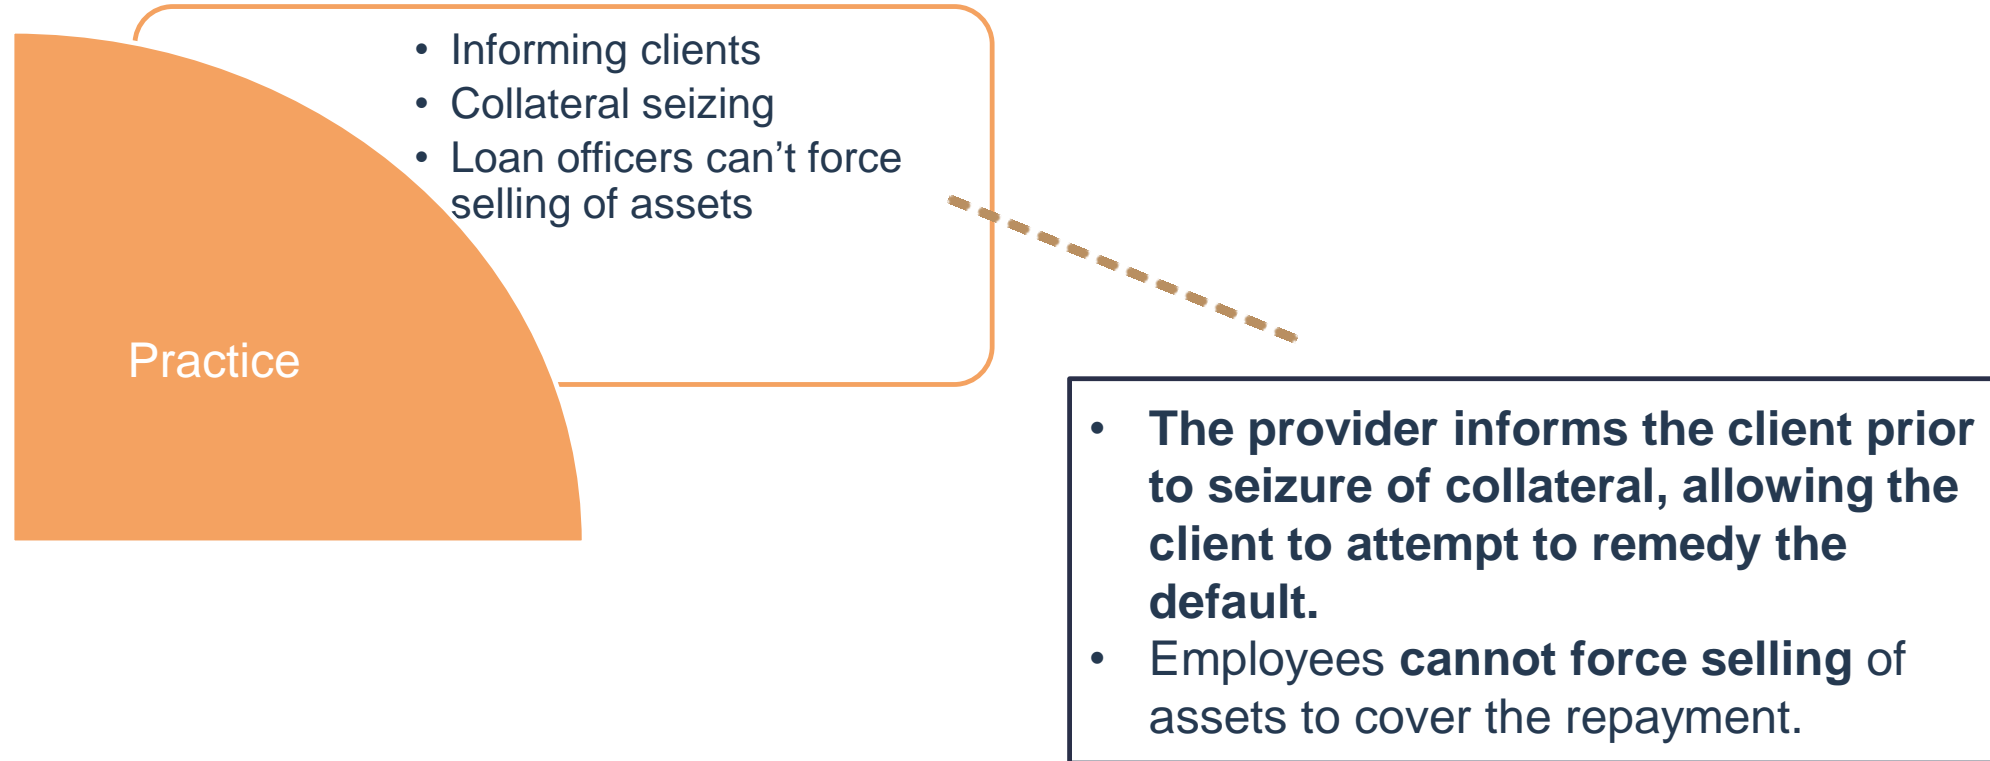 • Informing clients
• Collateral seizing
• Loan officers can’t force
selling of assets
Practice
• The provider informs the client prior
to seizure of collateral, allowing the
client to attempt to remedy the
default.
• Employees cannot force selling of
assets to cover the repayment.